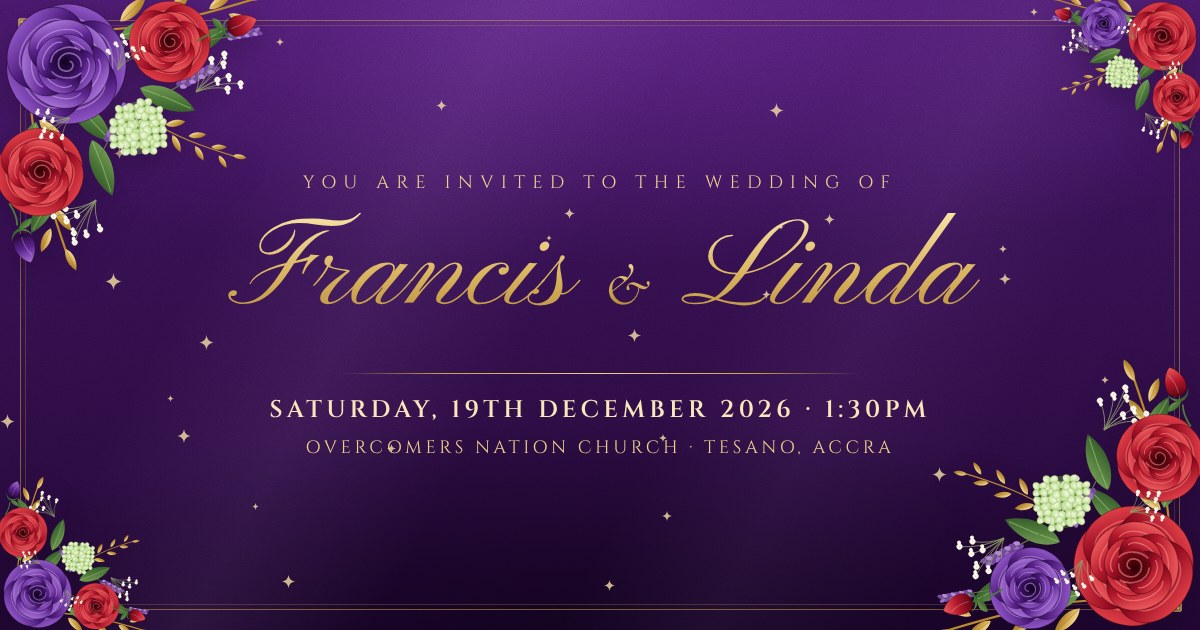 YOU ARE INVITED TO THE WEDDING OF
Francis & Linda
SATURDAY, 19TH DECEMBER 2026 · 1:30PM
OVERCOMERS NATION CHURCH · TESANO, ACCRA